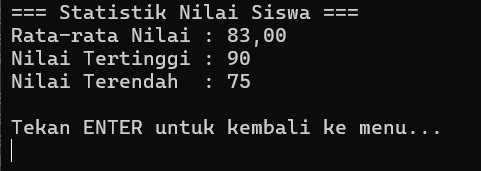 === Statistik Nilai Siswa ===
Rata-rata Nilai : 83,00
Nilai Tertinggi : 90
Nilai Terendah  : 75

Tekan ENTER untuk kembali ke menu...